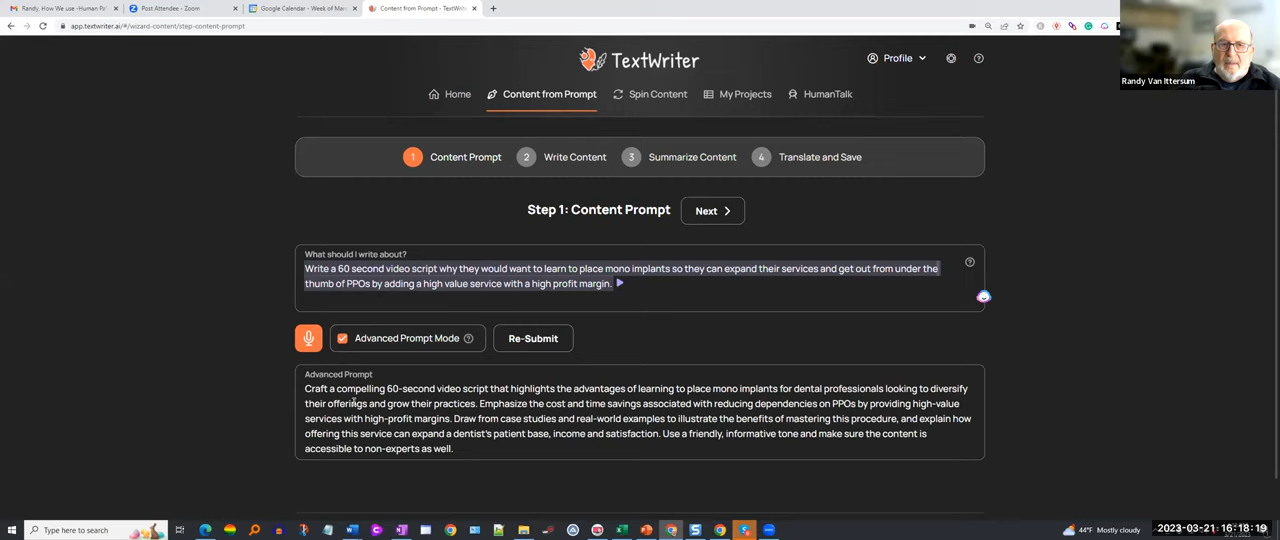 Randy, How We use -Human Po
Post Attendee - Zoom
Google Calendar - Week of Mar
Content from Prompt - TextWrite
app.textwriter.ai/#/wizard-content/step-content-prompt
Randy Van Ittersum
TextWriter
Profile
Home
Content from Prompt
Spin Content
My Projects
HumanTalk
1 Content Prompt
2 Write Content
3 Summarize Content
4 Translate and Save
Step 1: Content Prompt
Next
What should I write about?
Write a 60 second video script why they would want to learn to place mono implants so they can expand their services and get out from under the
thumb of PPOs by adding a high value service with a high profit margin.
Advanced Prompt Mode
Re-Submit
Advanced Prompt
Craft a compelling 60-second video script that highlights the advantages of learning to place mono implants for dental professionals looking to diversify
their offerings and grow their practices. Emphasize the cost and time savings associated with reducing dependencies on PPOs by providing high-value
services with high-profit margins. Draw from case studies and real-world examples to illustrate the benefits of mastering this procedure, and explain how
offering this service can expand a dentist's patient base, income and satisfaction. Use a friendly, informative tone and make sure the content is
accessible to non-experts as well.
Type here to search
44°F Mostly cloudy
2023-03-21 16:18:19